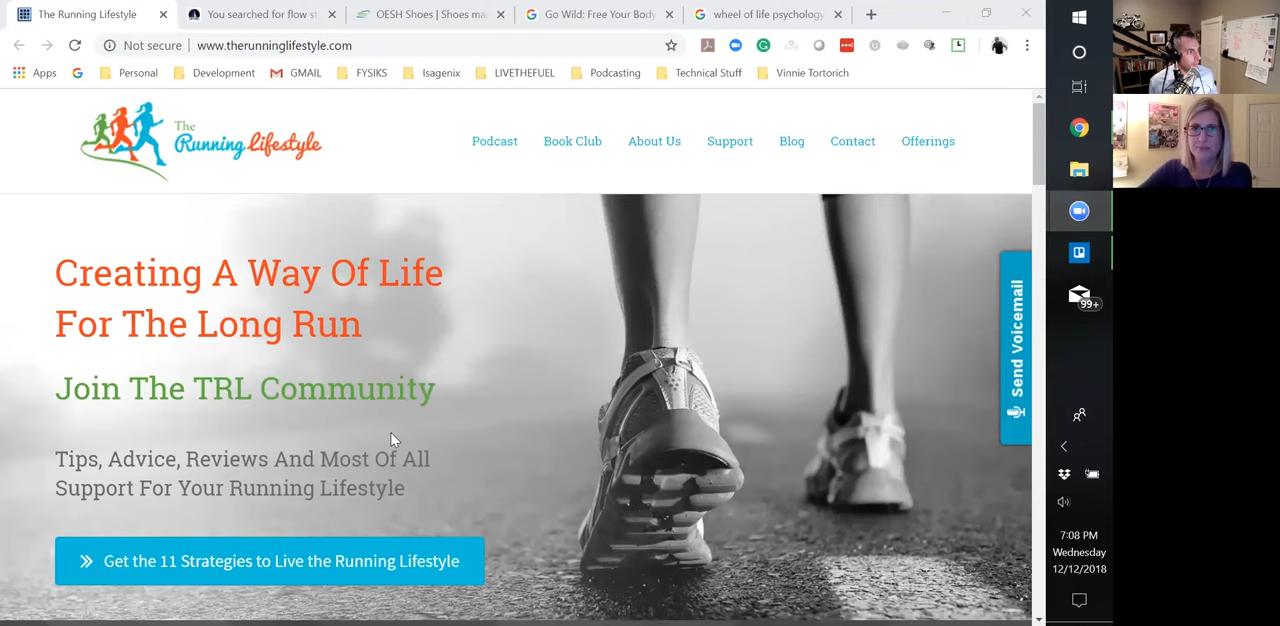 The Running Lifestyle
You searched for flow st
OESH Shoes | Shoes ma
Go Wild: Free Your Body
wheel of life psychology
Not secure
www.therunninglifestyle.com
Apps
Personal
Development
GMAIL
FYSIKS
Isagenix
LIVETHEFUEL
Podcasting
Technical Stuff
Vinnie Tortorich
The
Running Lifestyle
Podcast
Book Club
About Us
Support
Blog
Contact
Offerings
Creating A Way Of Life
For The Long Run
Join The TRL Community
Tips, Advice, Reviews And Most Of All
Support For Your Running Lifestyle
Get the 11 Strategies to Live the Running Lifestyle
Send Voicemail
99+
7:08 PM
Wednesday
12/12/2018